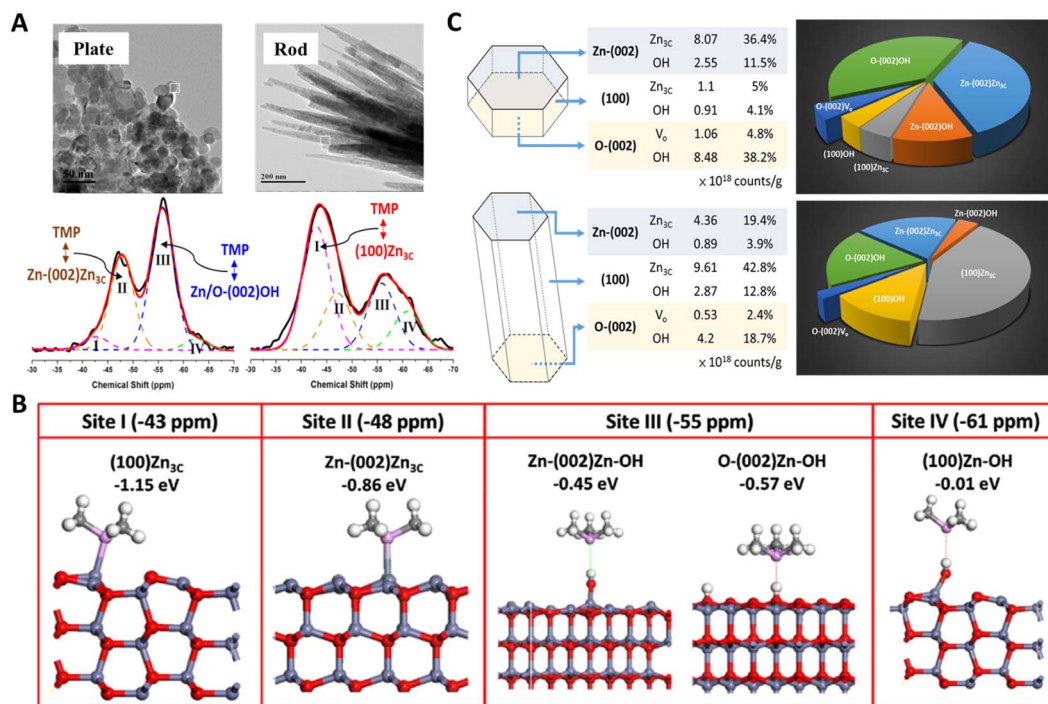 A
Plate
50 nm
Rod
200 nm
TMP
Zn-(002)Zn3C
I
II
III
IV
TMP
Zn/O-(002)OH
TMP
(100)Zn3C
I
II
III
IV
-30 -35 -40 -45 -50 -55 -60 -65 -70
Chemical Shift (ppm)
-30 -35 -40 -45 -50 -55 -60 -65 -70
Chemical Shift (ppm)
C
Zn-(002) Zn3C 8.07 36.4%
OH 2.55 11.5%
(100) Zn3C 1.1 5%
OH 0.91 4.1%
O-(002) Vo 1.06 4.8%
OH 8.48 38.2%
× 10^18 counts/g
Zn-(002) Zn3C 4.36 19.4%
OH 0.89 3.9%
(100) Zn3C 9.61 42.8%
OH 2.87 12.8%
O-(002) Vo 0.53 2.4%
OH 4.2 18.7%
× 10^18 counts/g
O-(002)OH
Zn-(002)Zn3C
O-(002)Vo
Zn-(002)OH
(100)OH
(100)Zn3C
Zn-(002)Zn3C
Zn-(002)OH
O-(002)OH
(100)Zn3C
(100)OH
O-(002)Vo
B
Site I (-43 ppm)
Site II (-48 ppm)
Site III (-55 ppm)
Site IV (-61 ppm)
(100)Zn3C
-1.15 eV
Zn-(002)Zn3C
-0.86 eV
Zn-(002)Zn-OH
-0.45 eV
O-(002)Zn-OH
-0.57 eV
(100)Zn-OH
-0.01 eV